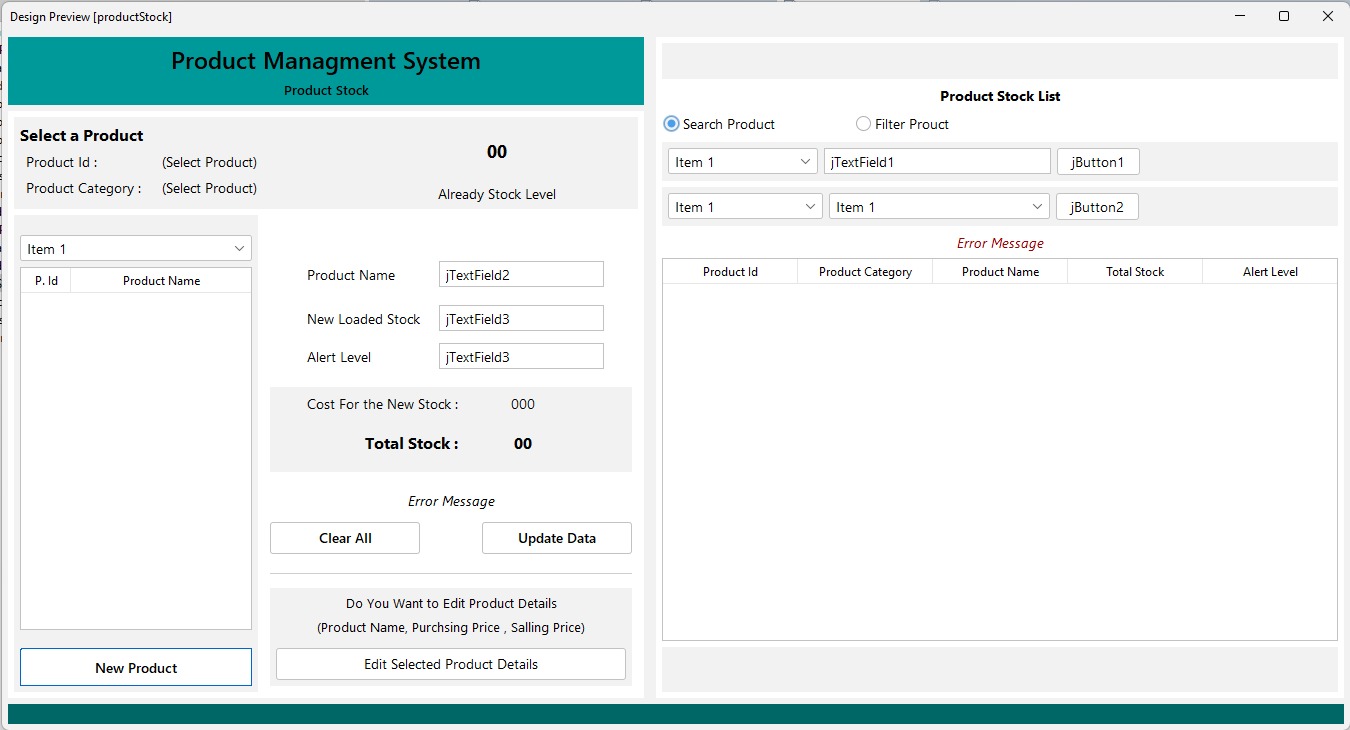 Design Preview [productStock]
Product Managment System
Product Stock
Select a Product
Product Id : (Select Product)
Product Category : (Select Product)
00
Already Stock Level
Item 1
P. Id Product Name
New Product
Product Name jTextField2
New Loaded Stock jTextField3
Alert Level jTextField3
Cost For the New Stock : 000
Total Stock : 00
Error Message
Clear All Update Data
Do You Want to Edit Product Details
(Product Name, Purchsing Price , Salling Price)
Edit Selected Product Details
Product Stock List
Search Product Filter Prouct
Item 1 jTextField1 jButton1
Item 1 Item 1 jButton2
Error Message
Product Id Product Category Product Name Total Stock Alert Level